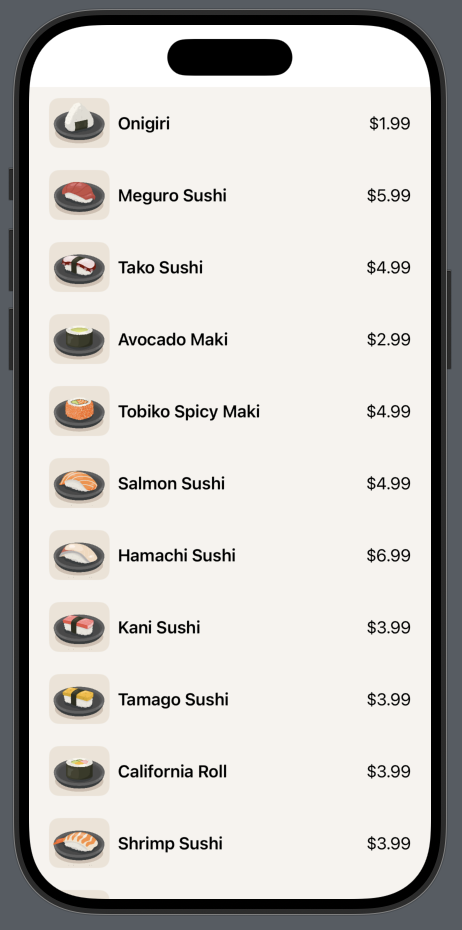 Onigiri $1.99
Meguro Sushi $5.99
Tako Sushi $4.99
Avocado Maki $2.99
Tobiko Spicy Maki $4.99
Salmon Sushi $4.99
Hamachi Sushi $6.99
Kani Sushi $3.99
Tamago Sushi $3.99
California Roll $3.99
Shrimp Sushi $3.99